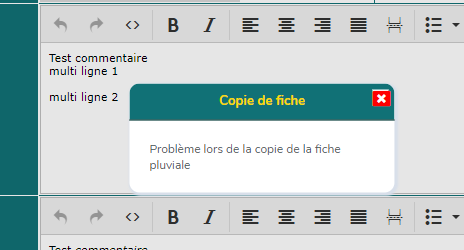 Test commentaire
multi ligne 1
multi ligne 2
Copie de fiche
Problème lors de la copie de la fiche
pluviale
Test commentaire